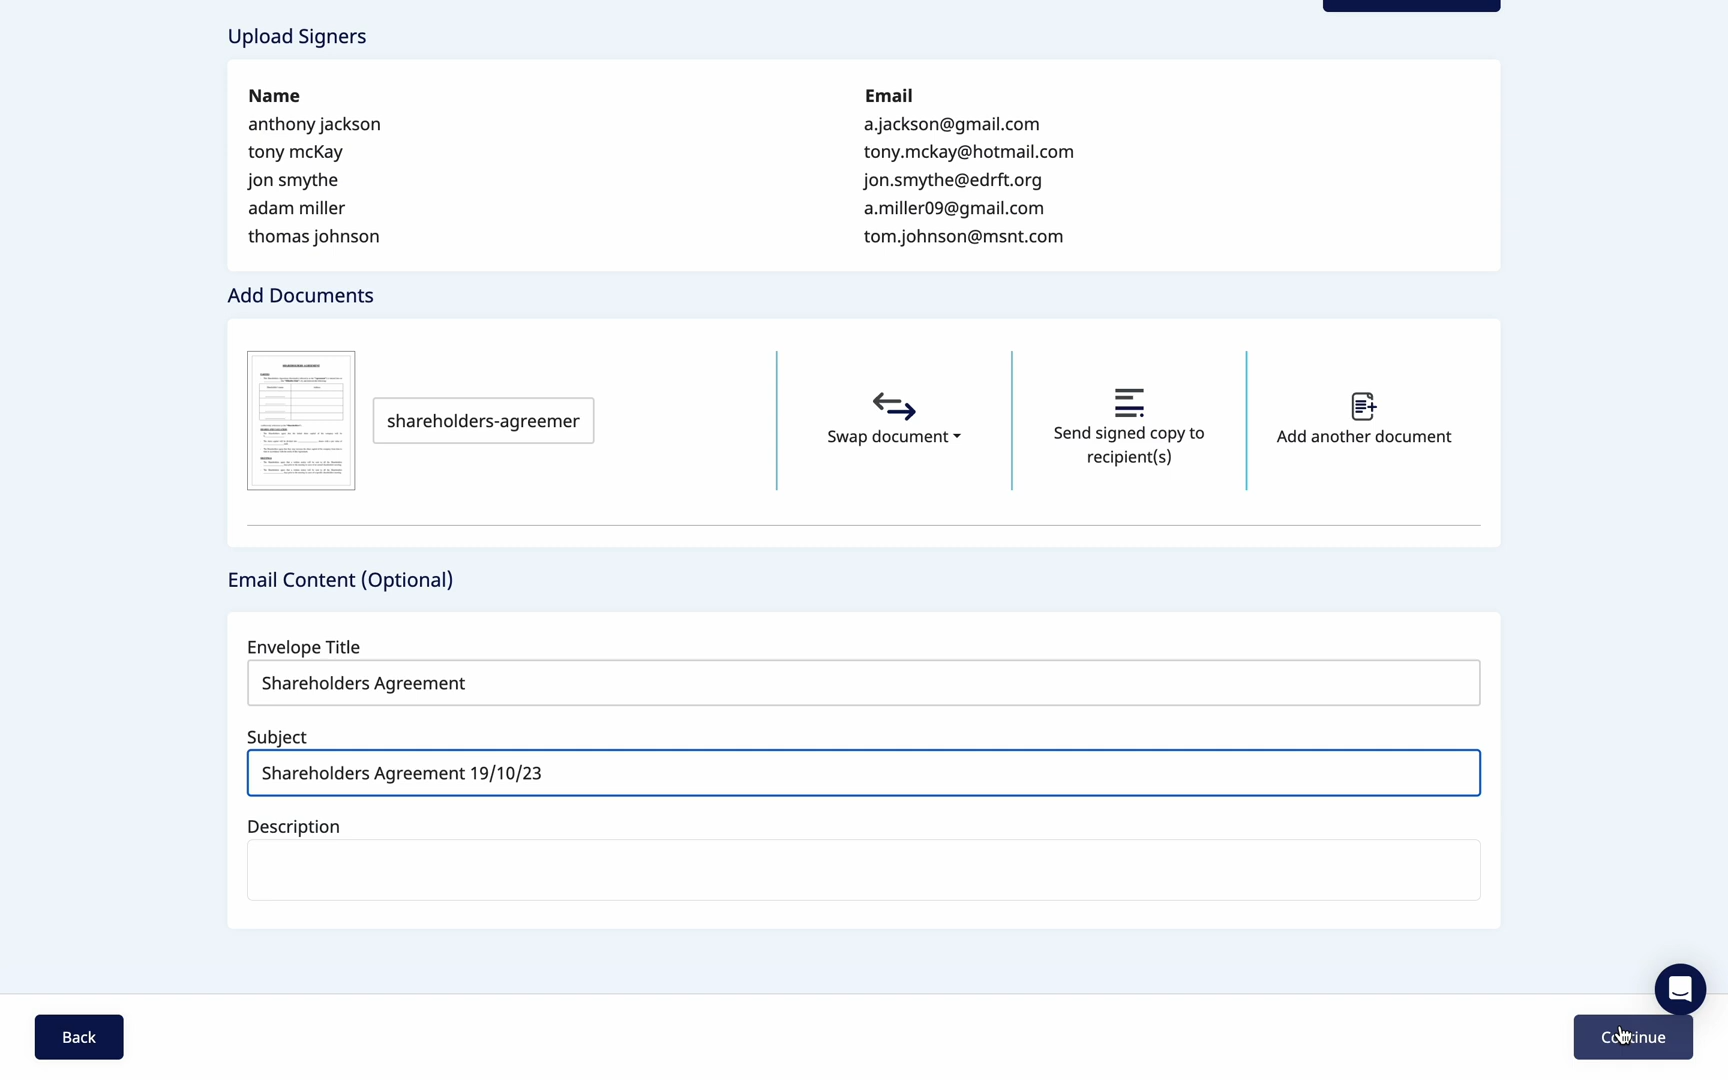 Upload Signers
Name Email
anthony jackson a.jackson@gmail.com
tony mcKay tony.mckay@hotmail.com
jon smythe jon.smythe@edrft.org
adam miller a.miller09@gmail.com
thomas johnson tom.johnson@msnt.com
Add Documents
SHAREHOLDERS AGREEMENT
shareholders-agreemer
Swap document
Send signed copy to
recipient(s)
Add another document
Email Content (Optional)
Envelope Title
Shareholders Agreement
Subject
Shareholders Agreement 19/10/23
Description
Back
Continue